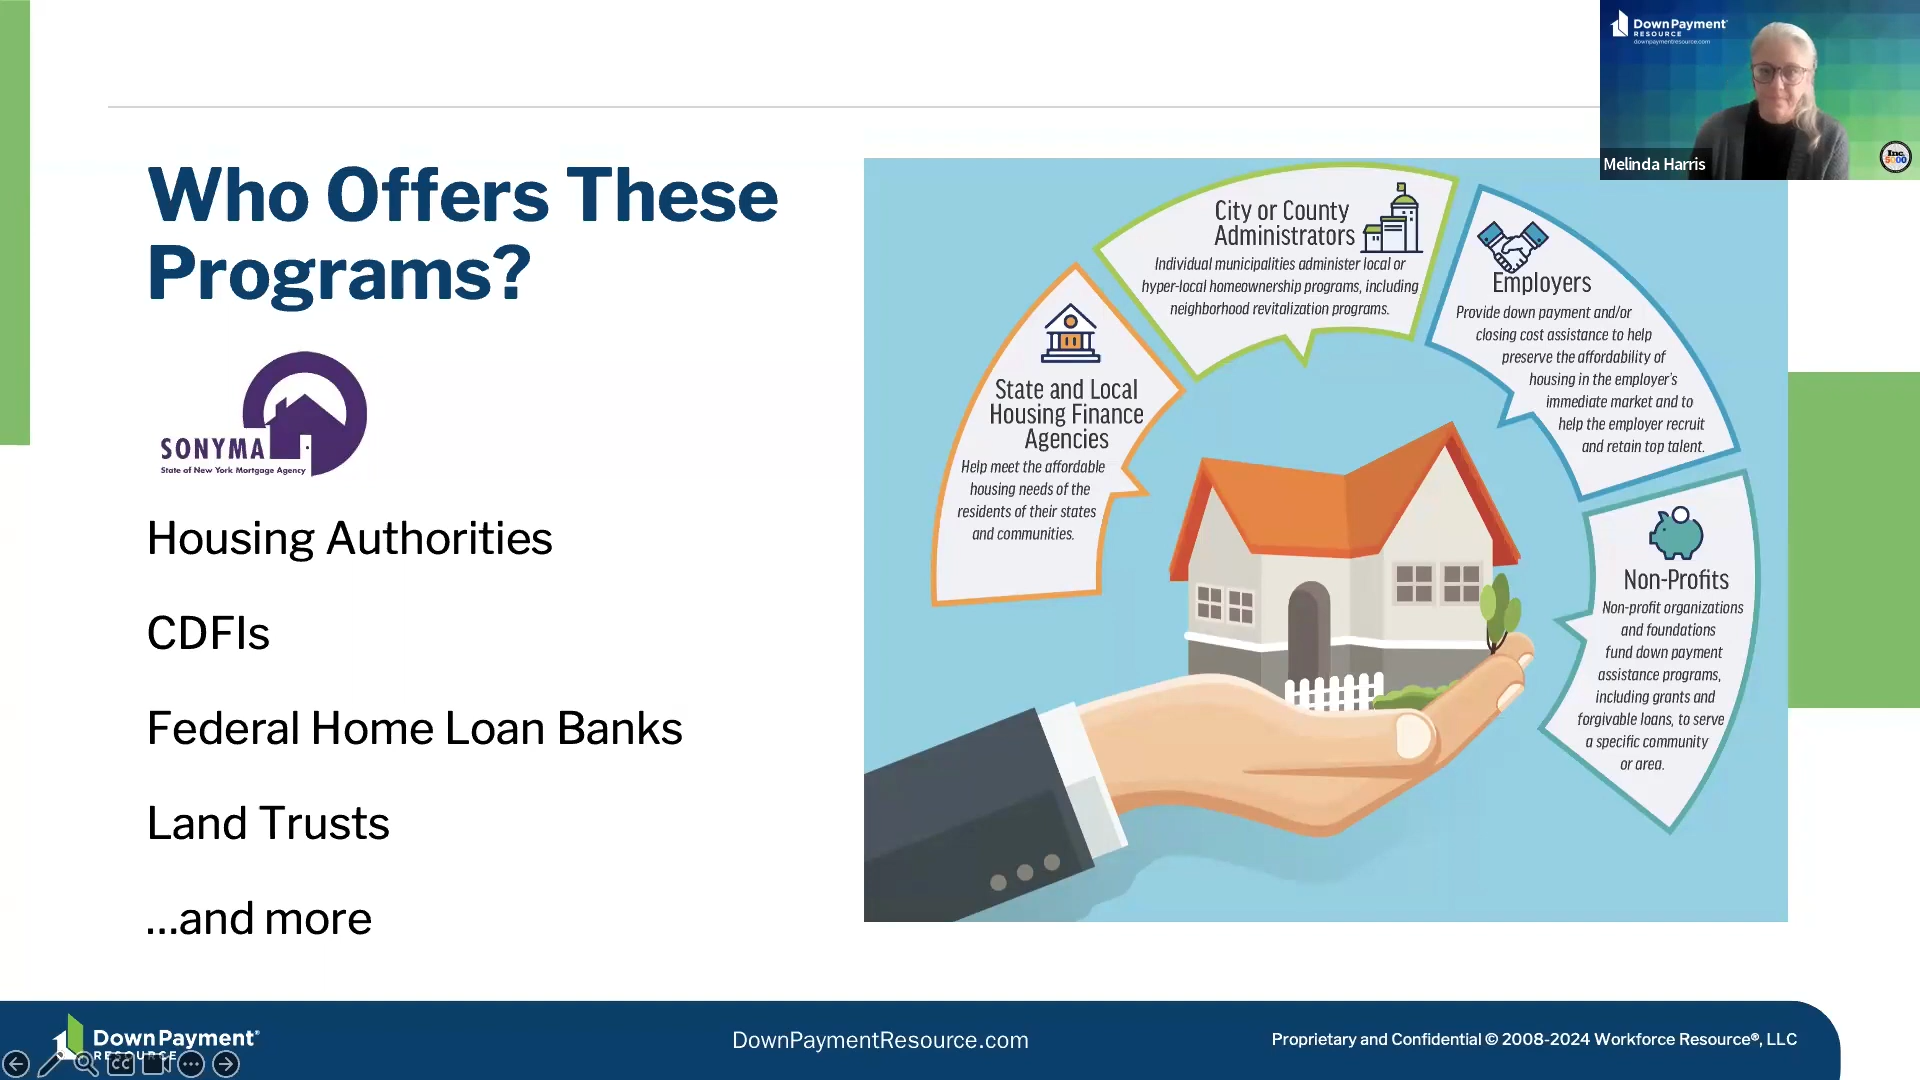 Who Offers These
Programs?
SONYMA
State of New York Mortgage Agency
Housing Authorities
CDFIs
Federal Home Loan Banks
Land Trusts
...and more
State and Local
Housing Finance
Agencies
Help meet the affordable
housing needs of the
residents of their states
and communities.
City or County
Administrators
Individual municipalities administer local or
hyper-local homeownership programs, including
neighborhood revitalization programs.
Employers
Provide down payment and/or
closing cost assistance to help
preserve the affordability of
housing in the employer's
immediate market and to
help the employer recruit
and retain top talent.
Non-Profits
Non-profit organizations
and foundations
fund down payment
assistance programs,
including grants and
forgivable loans, to serve
a specific community
or area.
Down Payment
RESOURCE
downpaymentresource.com
Melinda Harris
Inc.
5000
Down Payment
RESOURCE
CC
DownPaymentResource.com
Proprietary and Confidential © 2008-2024 Workforce Resource®, LLC